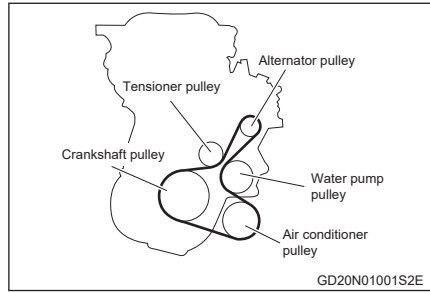 Alternator pulley
Tensioner pulley
Crankshaft pulley
Water pump
pulley
Air conditioner
pulley
GD20N01001S2E